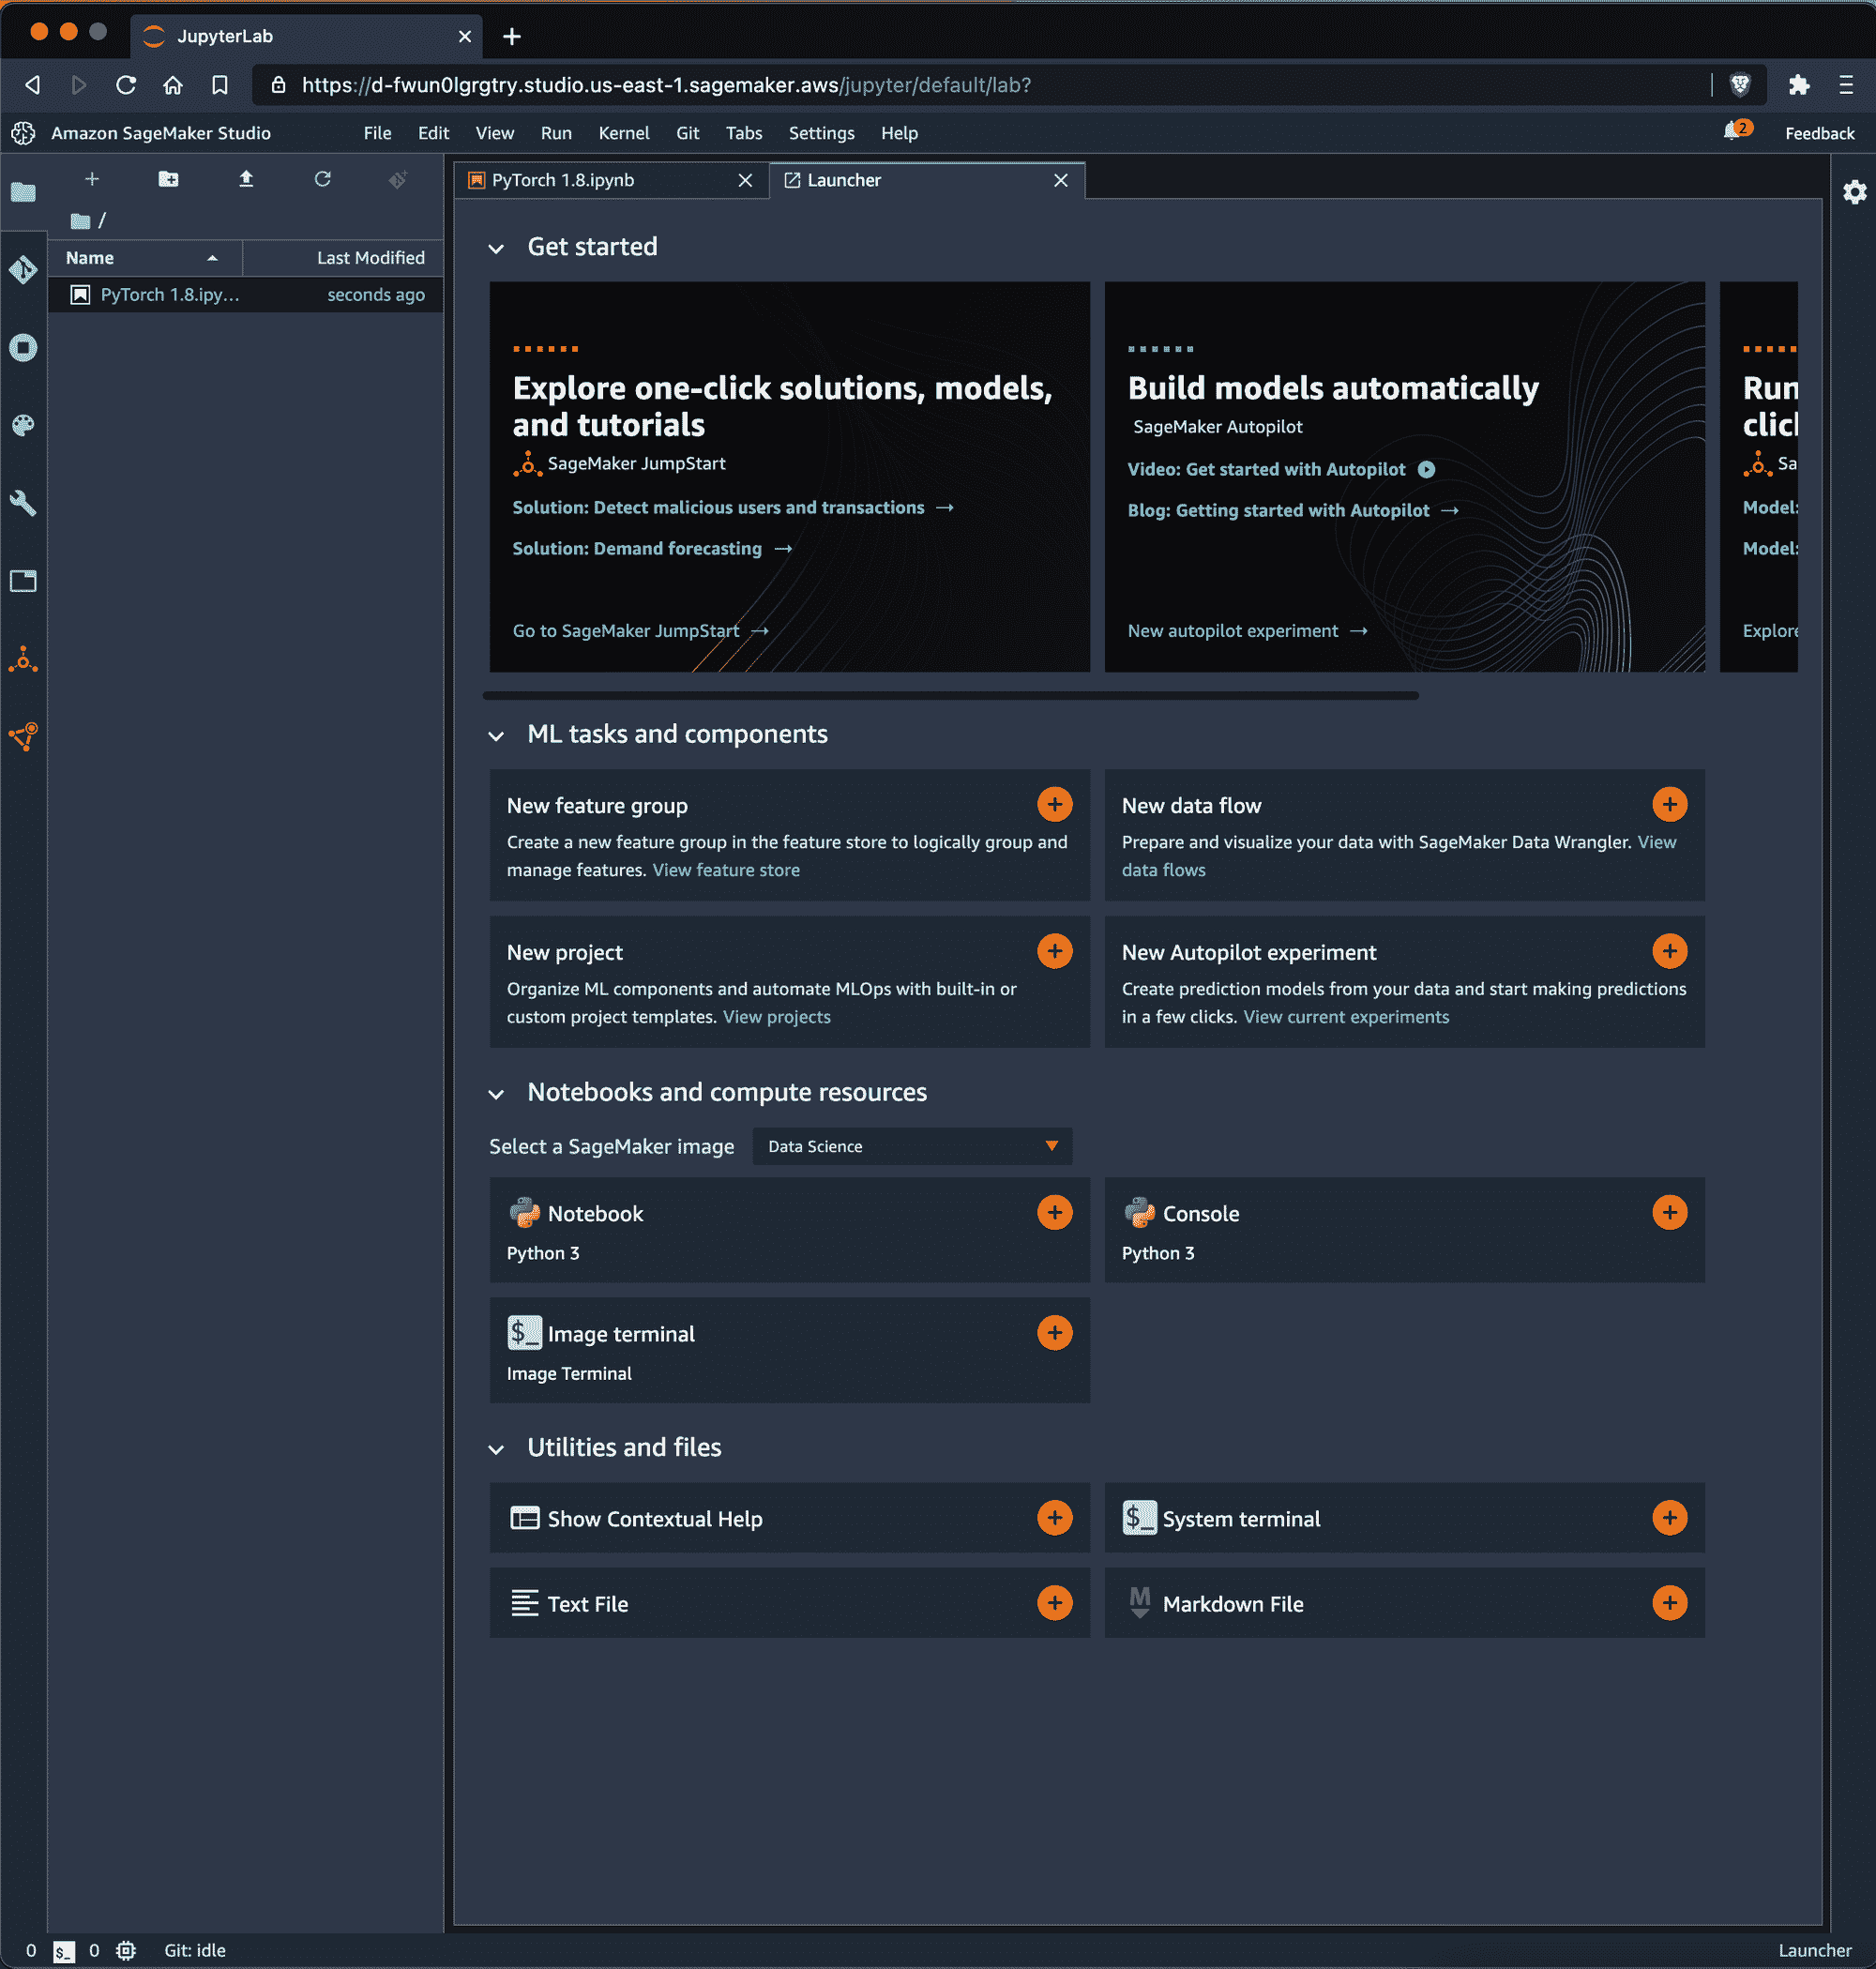 JupyterLab
https://d-fwun0lgrgtry.studio.us-east-1.sagemaker.aws/jupyter/default/lab?
Amazon SageMaker Studio File Edit View Run Kernel Git Tabs Settings Help 2 Feedback
PyTorch 1.8.ipynb Launcher
/
Name Last Modified
PyTorch 1.8.ipy... seconds ago
Get started
Explore one-click solutions, models,
and tutorials
SageMaker JumpStart
Solution: Detect malicious users and transactions →
Solution: Demand forecasting →
Go to SageMaker JumpStart →
Build models automatically
SageMaker Autopilot
Video: Get started with Autopilot
Blog: Getting started with Autopilot →
New autopilot experiment →
Run
Model:
Model:
Explore
ML tasks and components
New feature group
Create a new feature group in the feature store to logically group and
manage features. View feature store
New data flow
Prepare and visualize your data with SageMaker Data Wrangler. View
data flows
New project
Organize ML components and automate MLOps with built-in or
custom project templates. View projects
New Autopilot experiment
Create prediction models from your data and start making predictions
in a few clicks. View current experiments
Notebooks and compute resources
Select a SageMaker image Data Science
Notebook
Python 3
Console
Python 3
$_ Image terminal
Image Terminal
Utilities and files
Show Contextual Help
$_ System terminal
Text File
M Markdown File
0 $_ 0 Git: idle Launcher